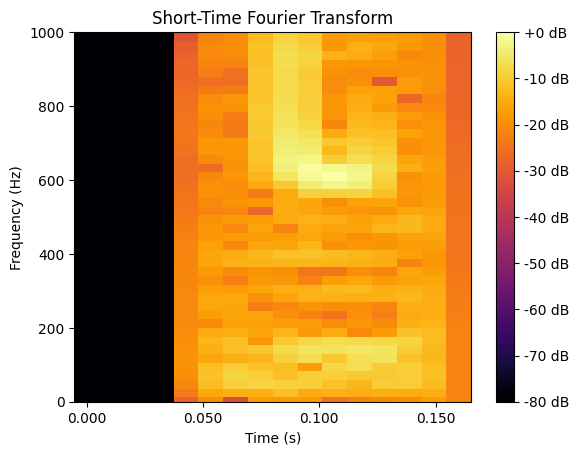 Short-Time Fourier Transform
1000
800
600
400
200
0
Frequency (Hz)
0.000
0.050
0.100
0.150
Time (s)
+0 dB
-10 dB
-20 dB
-30 dB
-40 dB
-50 dB
-60 dB
-70 dB
-80 dB